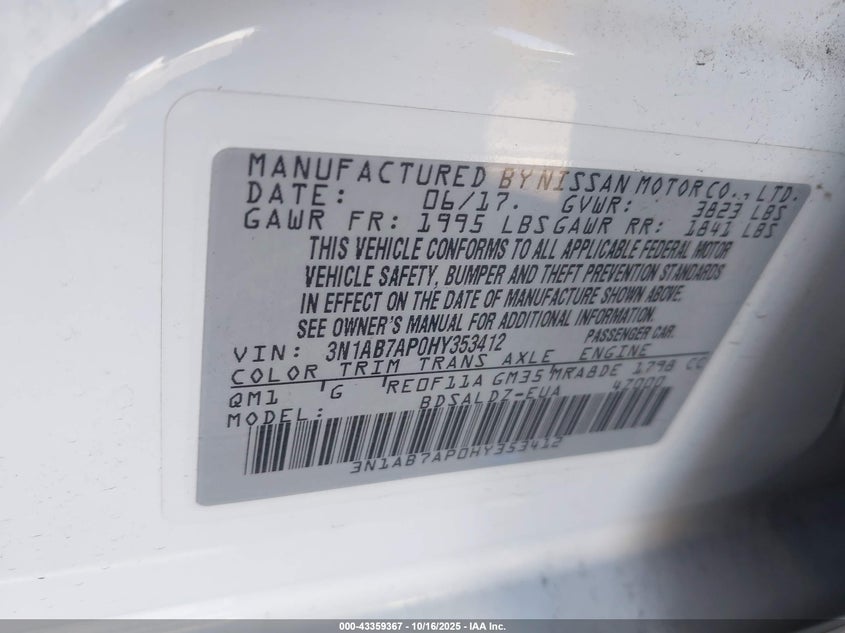 MANUFACTURED BY NISSAN MOTOR CO., LTD.
DATE: 06/17. GVWR: 3823 LBS
GAWR FR: 1995 LBS GAWR RR: 1841 LBS
THIS VEHICLE CONFORMS TO ALL APPLICABLE FEDERAL MOTOR
VEHICLE SAFETY, BUMPER AND THEFT PREVENTION STANDARDS
IN EFFECT ON THE DATE OF MANUFACTURE SHOWN ABOVE.
SEE OWNER'S MANUAL FOR ADDITIONAL INFORMATION.
VIN: 3N1AB7AP0HY353412 PASSENGER CAR.
COLOR TRIM TRANS AXLE ENGINE
QM1 G RE0F11A GM35 MRA8DE 1798 CC
MODEL: BDSALDZ-EUA 47000
3N1AB7AP0HY353412
000-43359367 - 10/16/2025 - IAA Inc.